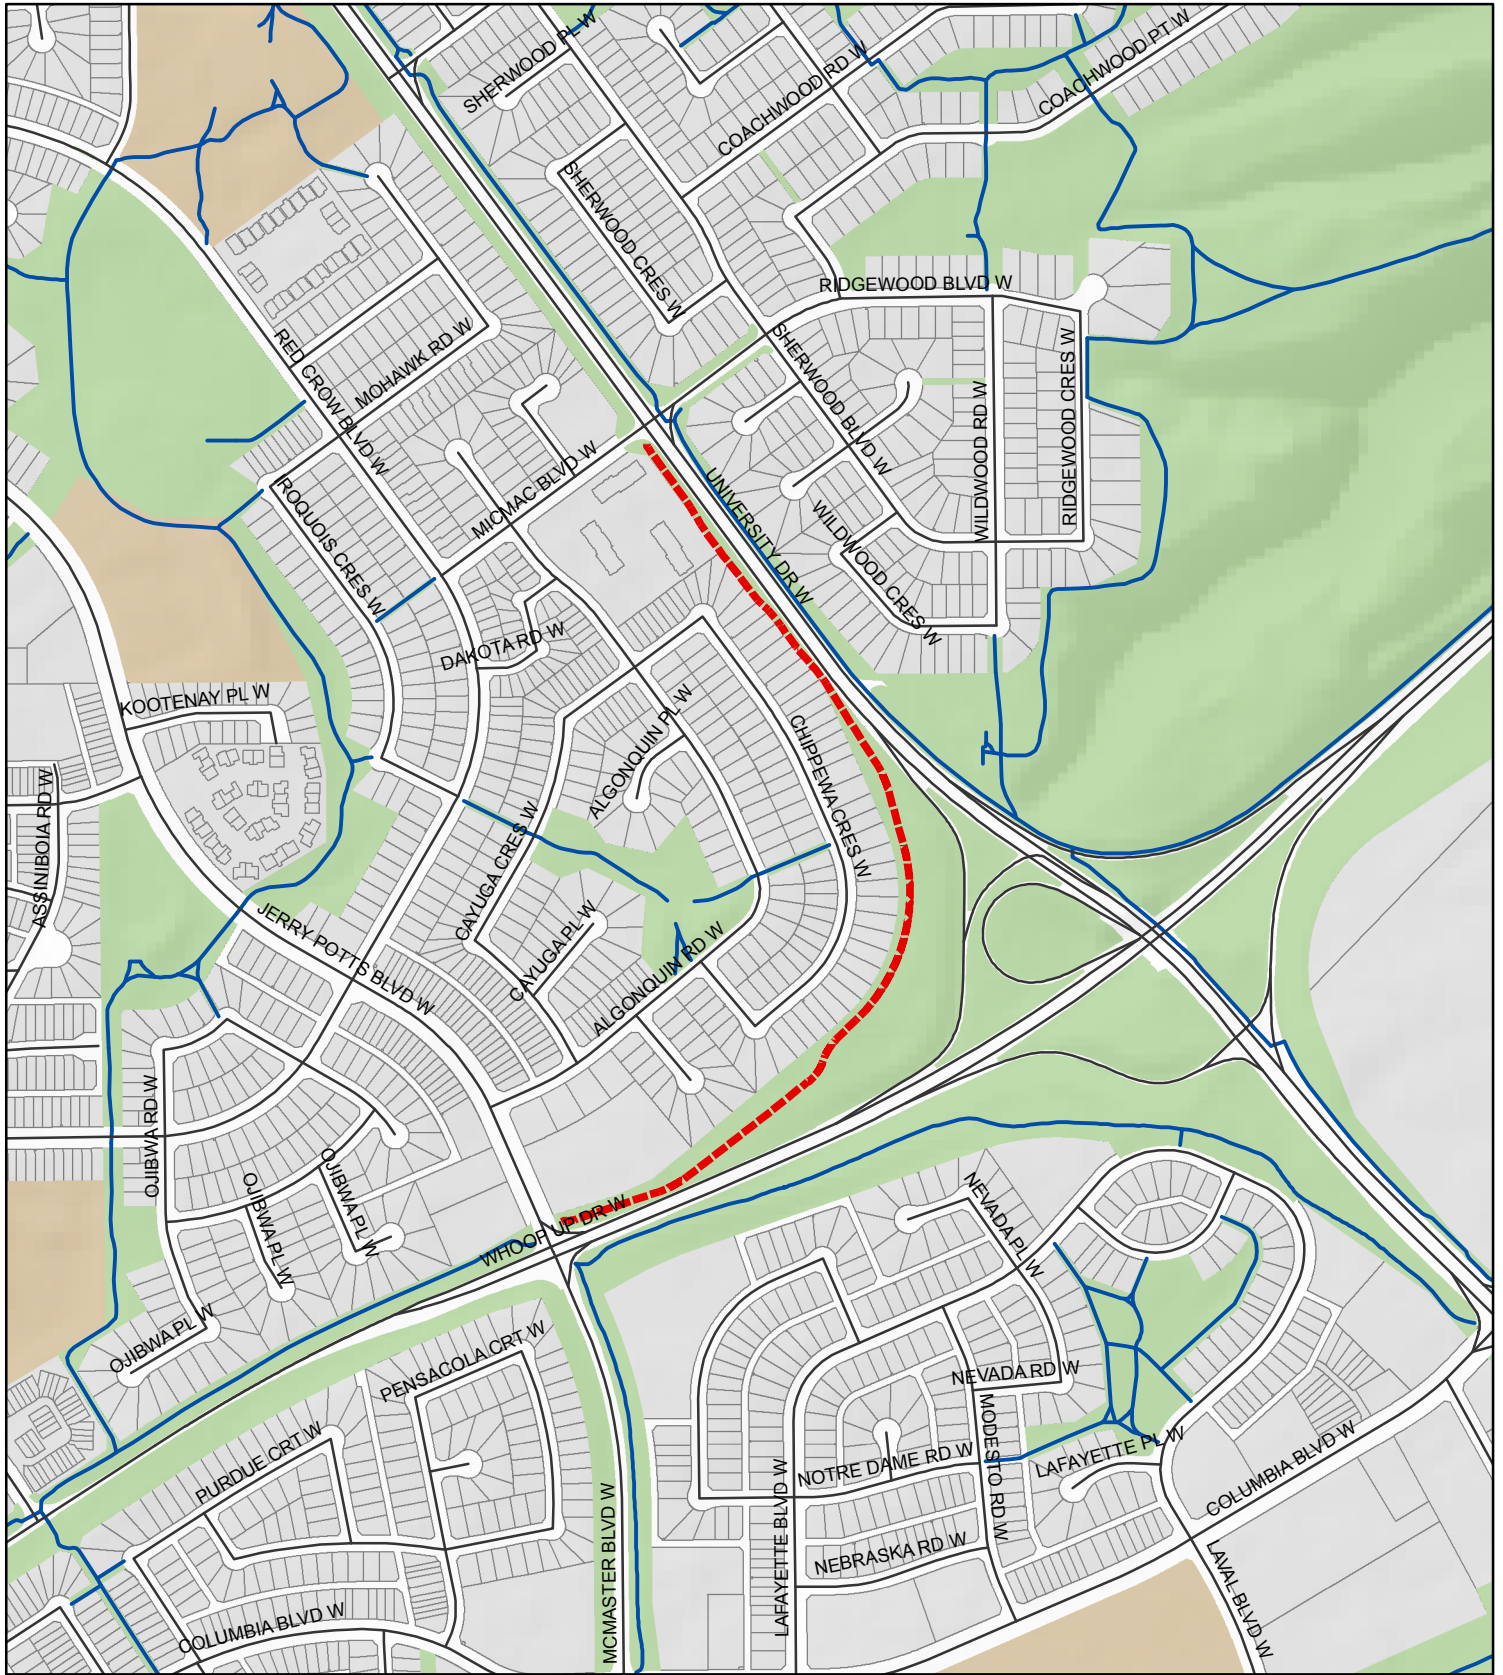 SHERWOOD PL W
COACHWOOD RD W
COACHWOOD PT W
SHERWOOD CRES W
RIDGEWOOD BLVD W
RED CROW BLVD W
MOHAWK RD W
SHERWOOD BLVD W
WILDWOOD RD W
RIDGEWOOD CRES W
MICMAC BLVD W
ROQUOIS CRES W
UNIVERSITY DR W
WILDWOOD CRES W
DAKOTA RD W
KOOTENAY PL W
ALGONQUIN PL W
CHIPPEWA CRES W
ASSINIBOIA RD W
CAYUGA CRES W
JERRY POTTS BLVD W
CAYUGA PL W
ALGONQUIN RD W
OJIBWA RD W
OJIBWA PL W
OJIBWA PL W
WHOOP UP DR W
NEVADA PL W
OJIBWA PL W
PENSACOLA CRT W
NEVADA RD W
PURDUE CRT W
MODESTO RD W
NOTRE DAME RD W
LAFAYETTE PL W
COLUMBIA BLVD W
LAFAYETTE BLVD W
MCMASTER BLVD W
NEBRASKA RD W
LAVAL BLVD W
COLUMBIA BLVD W